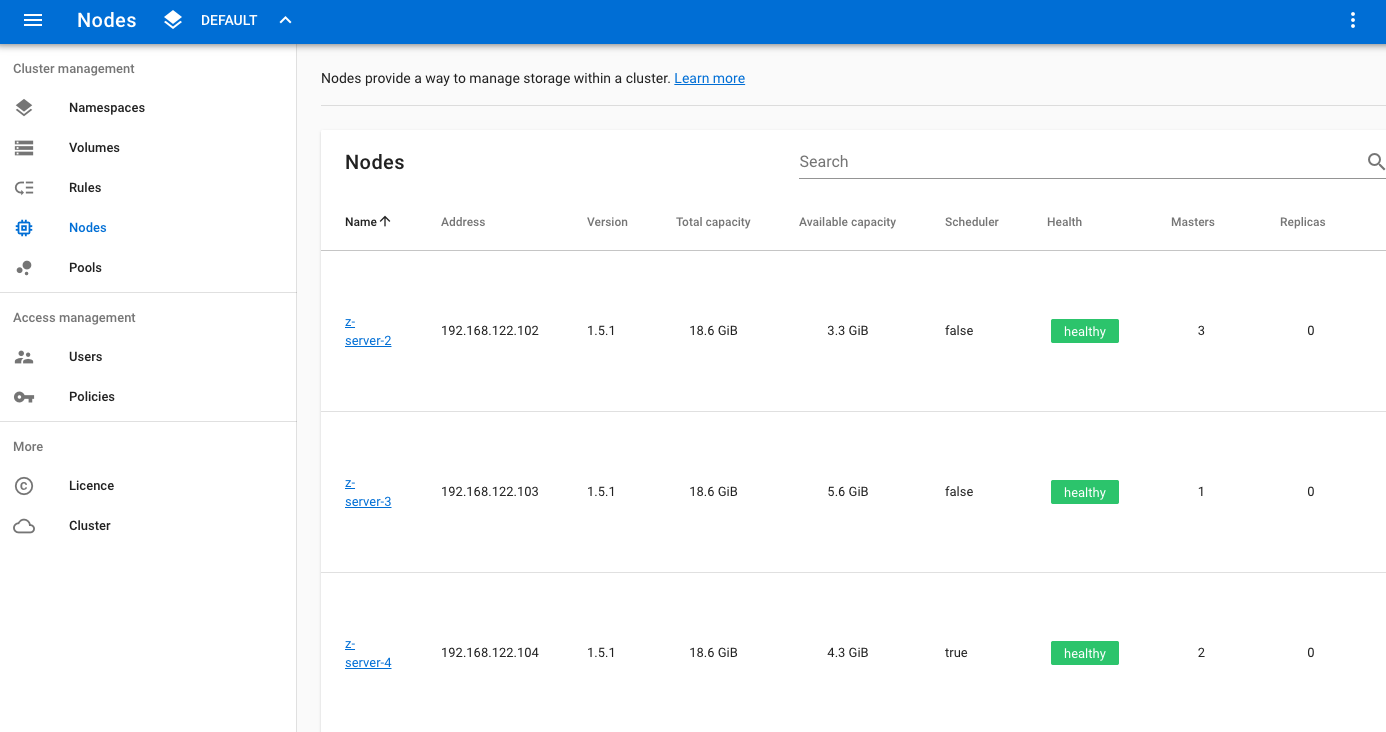 Nodes DEFAULT
Cluster management
Namespaces
Volumes
Rules
Nodes
Pools
Access management
Users
Policies
More
Licence
Cluster
Nodes provide a way to manage storage within a cluster. Learn more
Nodes
Search
Name Address Version Total capacity Available capacity Scheduler Health Masters Replicas
z-
server-2 192.168.122.102 1.5.1 18.6 GiB 3.3 GiB false healthy 3 0
z-
server-3 192.168.122.103 1.5.1 18.6 GiB 5.6 GiB false healthy 1 0
z-
server-4 192.168.122.104 1.5.1 18.6 GiB 4.3 GiB true healthy 2 0